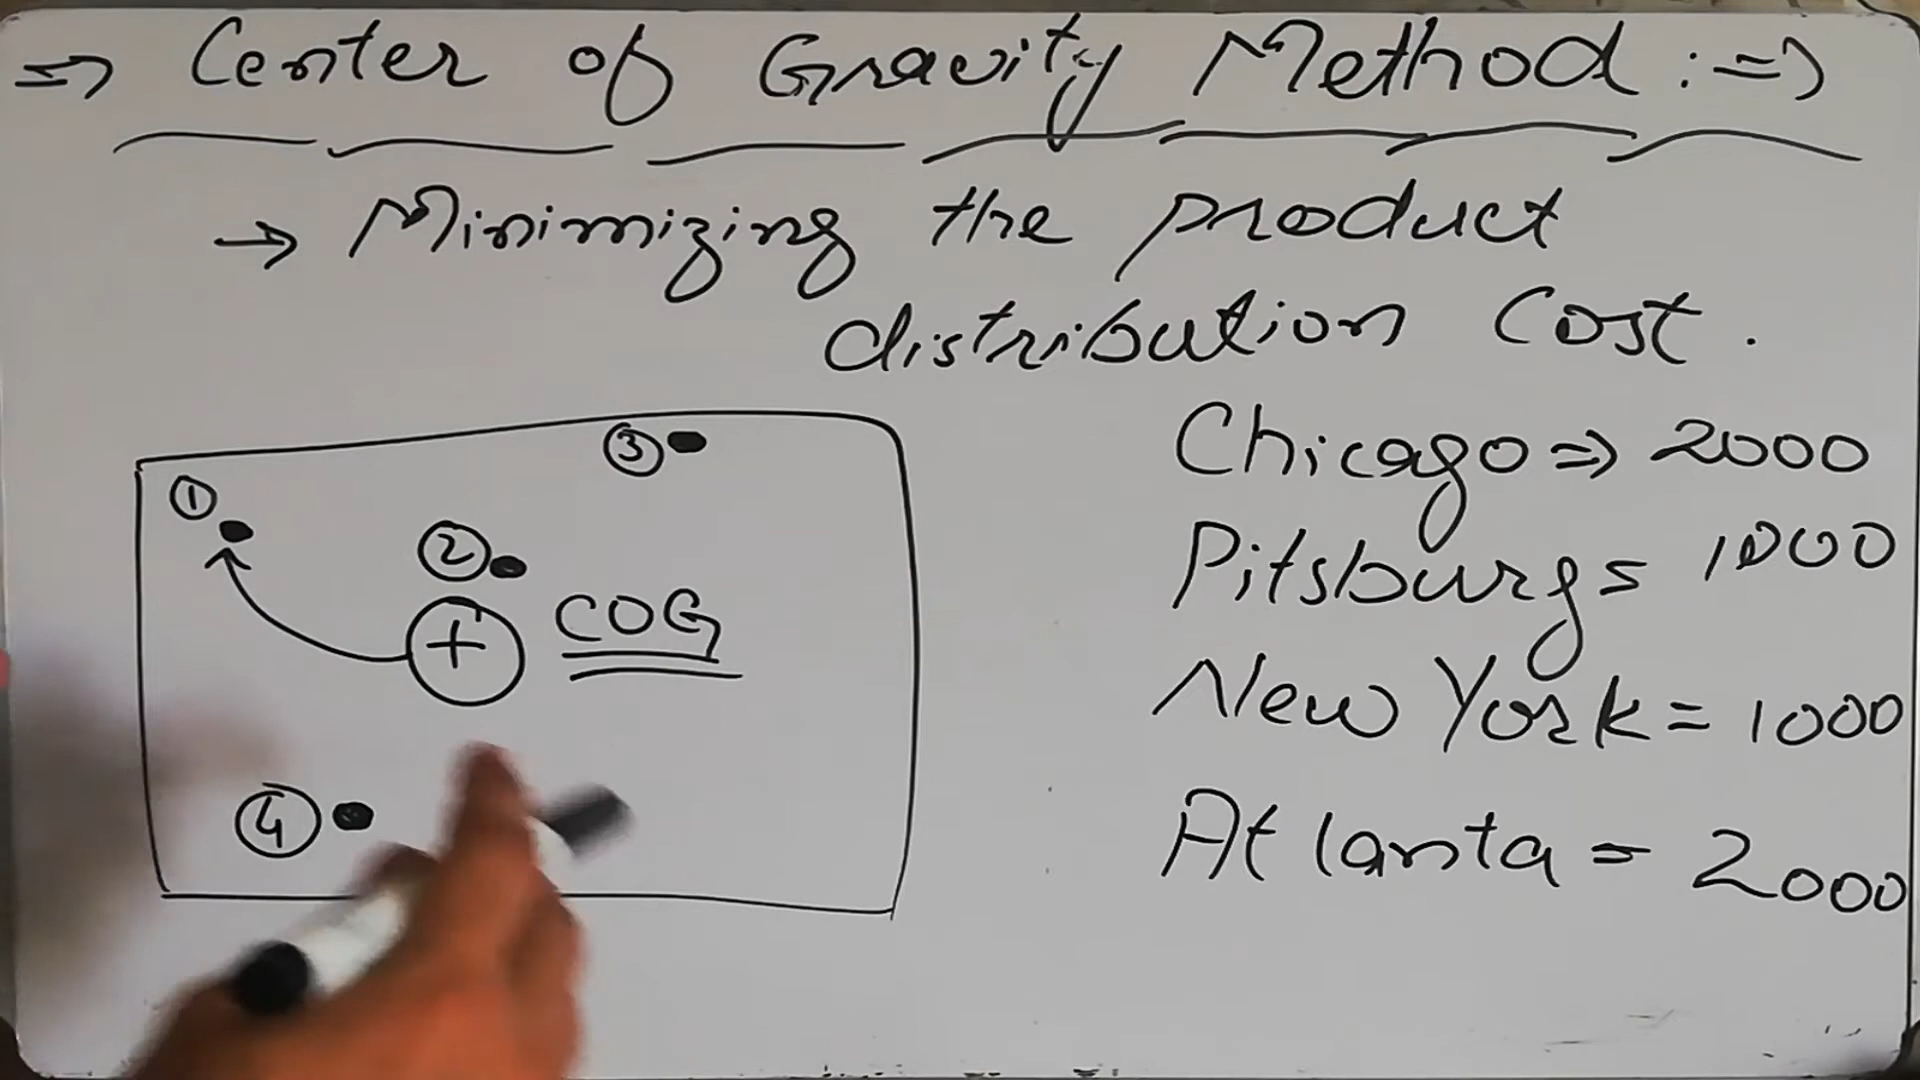 ⇒ Center of Gravity Method :⇒
→ Minimizing the product
distribution Cost.
③
①
②
+ COG
④
Chicago ⇒ 2000
Pitsburg = 1000
New York = 1000
Atlanta = 2000